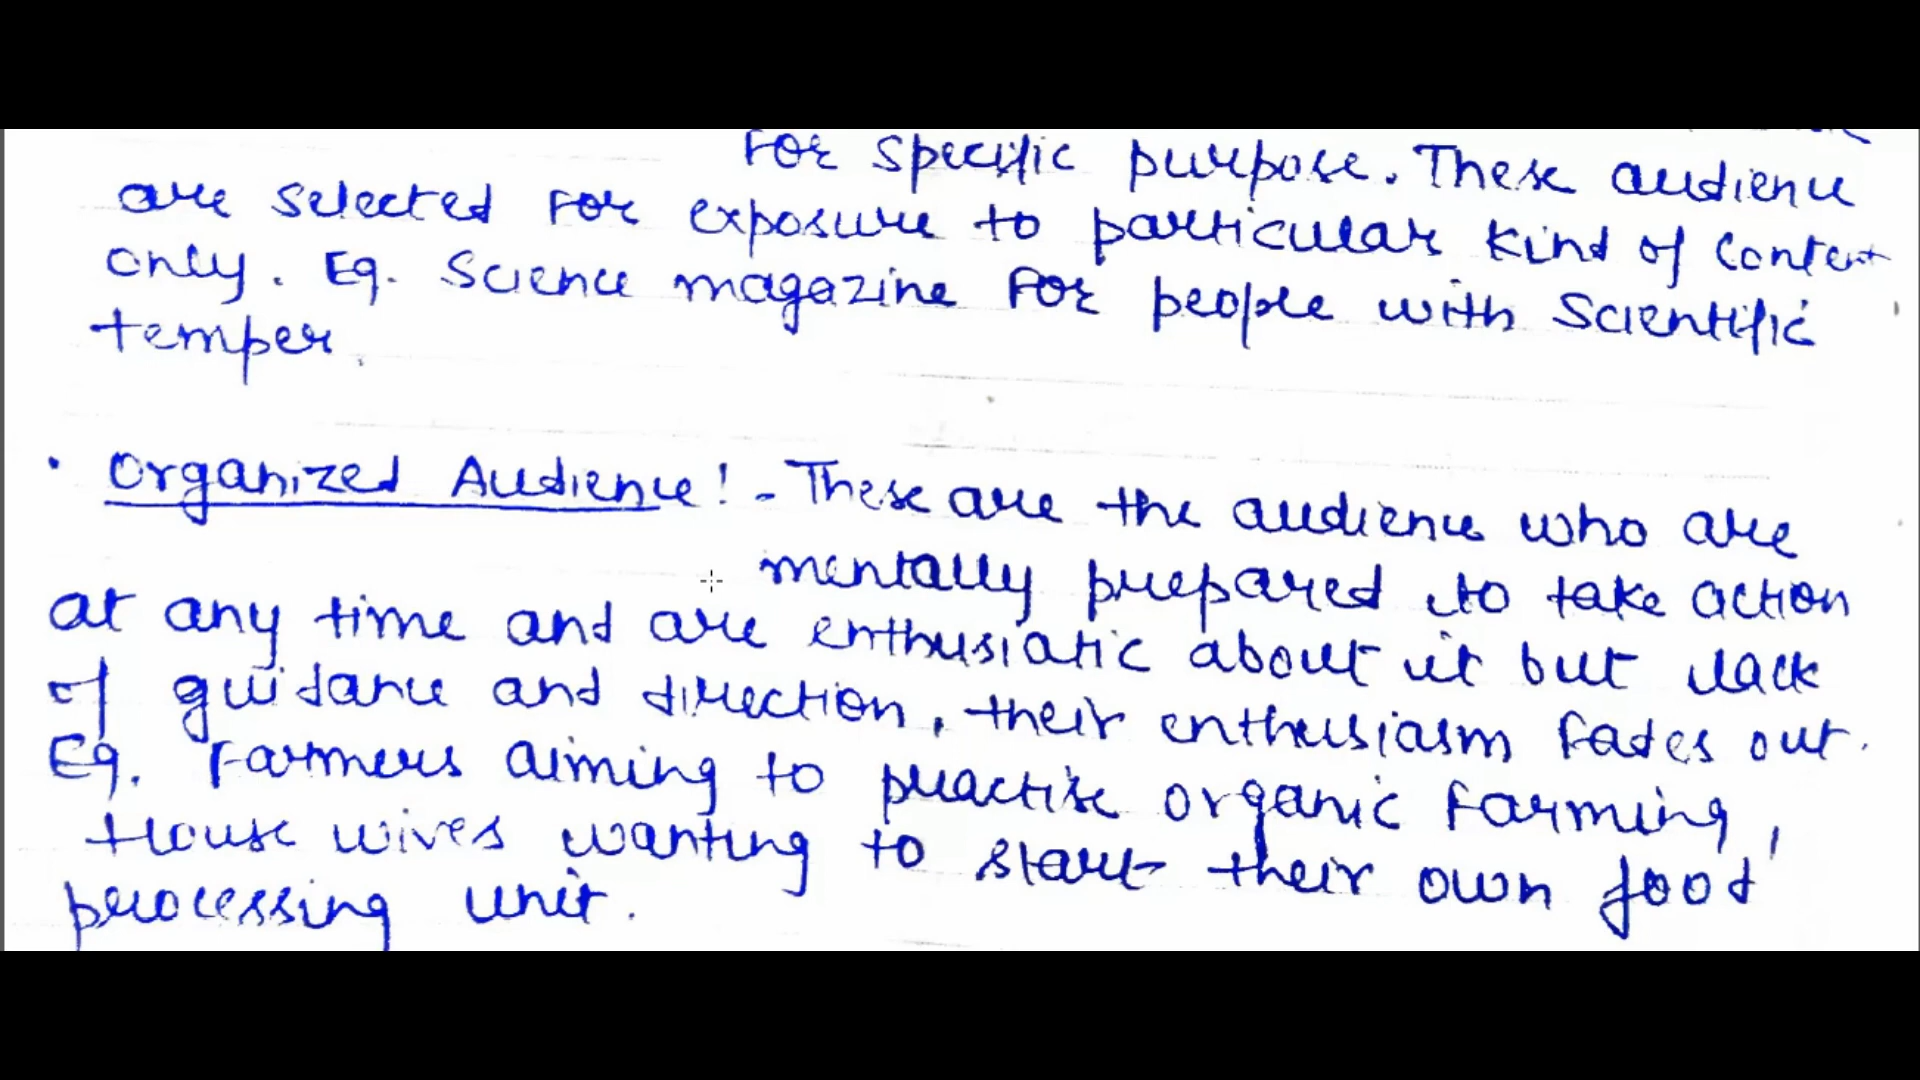 For specific purpose. These audience
are selected for exposure to particular kind of content
only. Eg. Science magazine for people with scientific
temper.
• Organized Audience! - These are the audience who are
mentally prepared to take action
at any time and are enthusiatic about it but lack
of guidance and direction, their enthusiasm fades out.
Eg. Farmers aiming to practise organic farming,
House wives wanting to start their own food
processing unit.